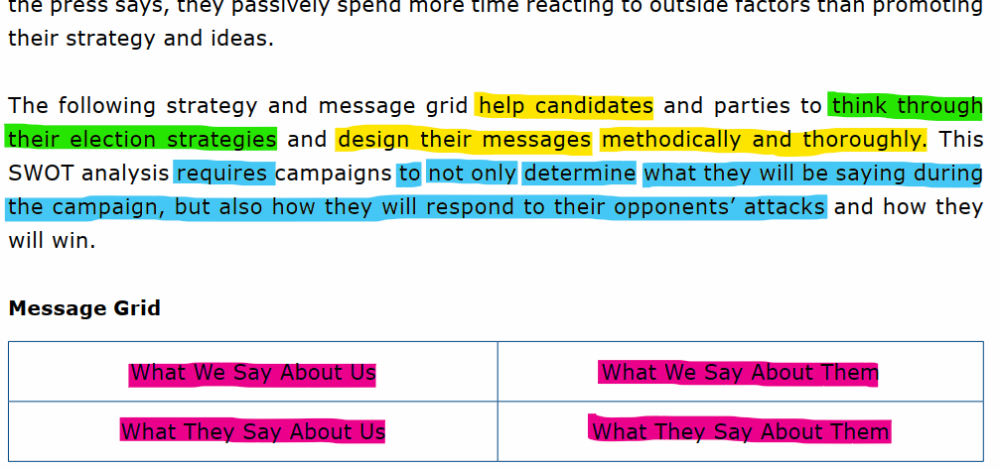 the press says, they passively spend more time reacting to outside factors than promoting
their strategy and ideas.
The following strategy and message grid help candidates and parties to think through
their election strategies and design their messages methodically and thoroughly. This
SWOT analysis requires campaigns to not only determine what they will be saying during
the campaign, but also how they will respond to their opponents’ attacks and how they
will win.
Message Grid
What We Say About Us What We Say About Them
What They Say About Us What They Say About Them